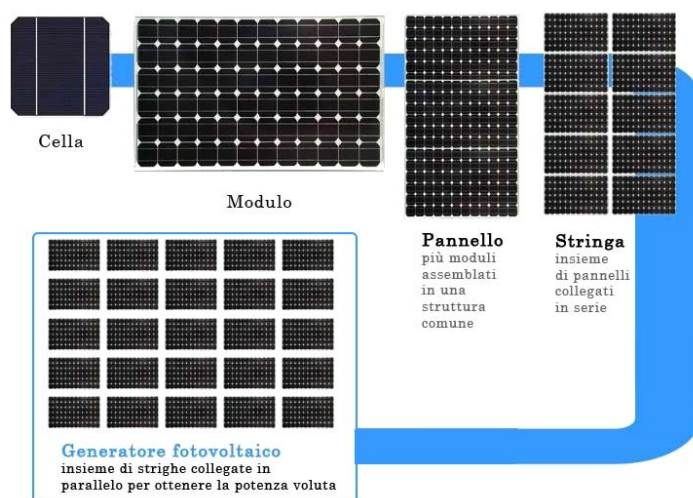 Cella
Modulo
Pannello
più moduli
assemblati
in una
struttura
comune
Stringa
insieme
di pannelli
collegati
in serie
Generatore fotovoltaico
insieme di strighe collegate in
parallelo per ottenere la potenza voluta